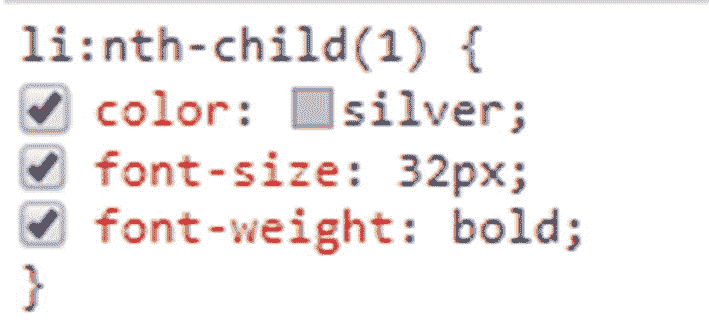 li:nth-child(1) {
color: silver;
font-size: 32px;
font-weight: bold;
}